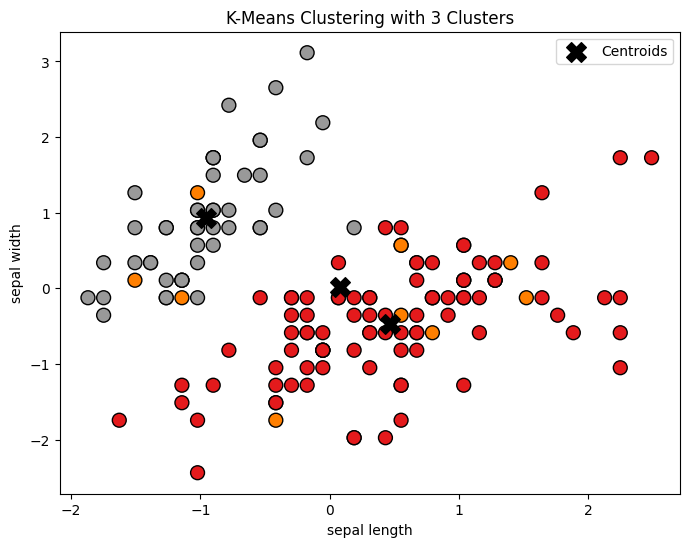 K-Means Clustering with 3 Clusters
Centroids
3
2
1
0
−1
−2
sepal width
−2
−1
0
1
2
sepal length